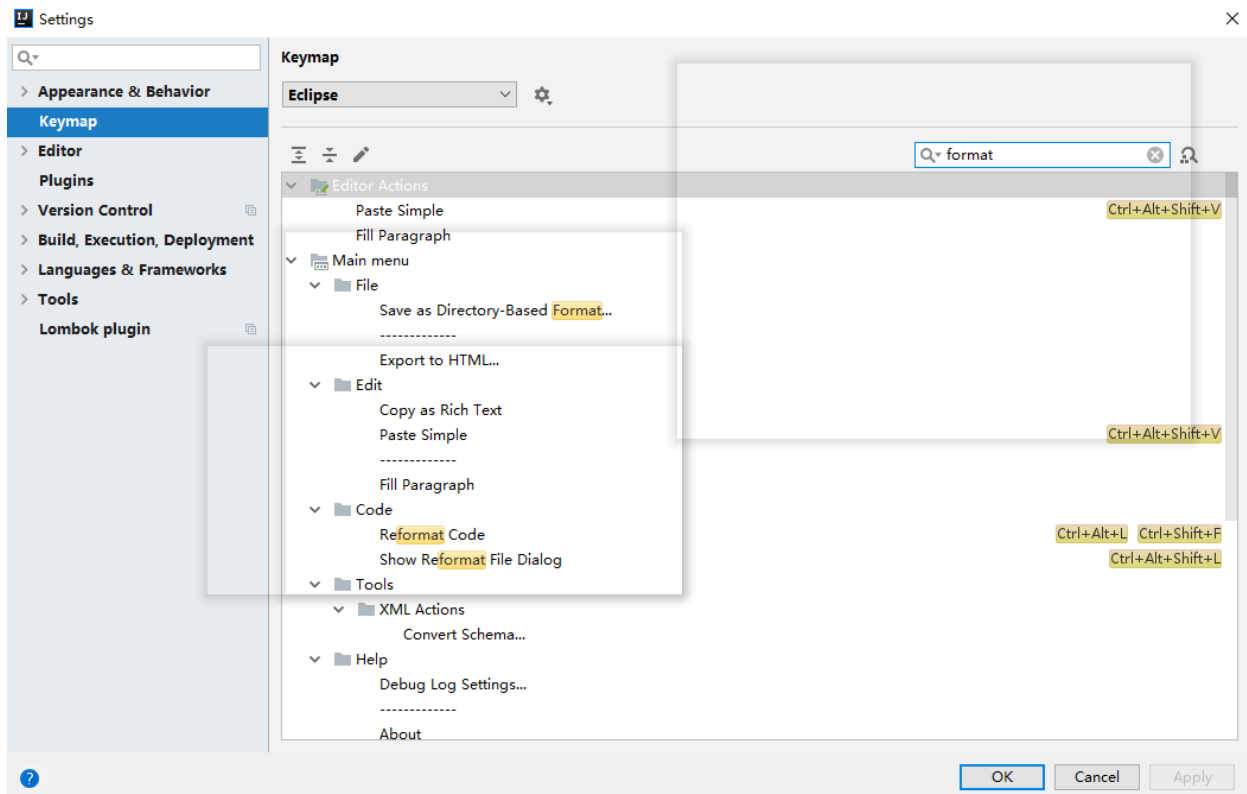 Settings
Appearance & Behavior
Keymap
Editor
Plugins
Version Control
Build, Execution, Deployment
Languages & Frameworks
Tools
Lombok plugin
Keymap
Eclipse
format
Editor Actions
Paste Simple Ctrl+Alt+Shift+V
Fill Paragraph
Main menu
File
Save as Directory-Based Format...
-------------
Export to HTML...
Edit
Copy as Rich Text
Paste Simple Ctrl+Alt+Shift+V
-------------
Fill Paragraph
Code
Reformat Code Ctrl+Alt+L Ctrl+Shift+F
Show Reformat File Dialog Ctrl+Alt+Shift+L
Tools
XML Actions
Convert Schema...
Help
Debug Log Settings...
-------------
About
?
OK Cancel Apply